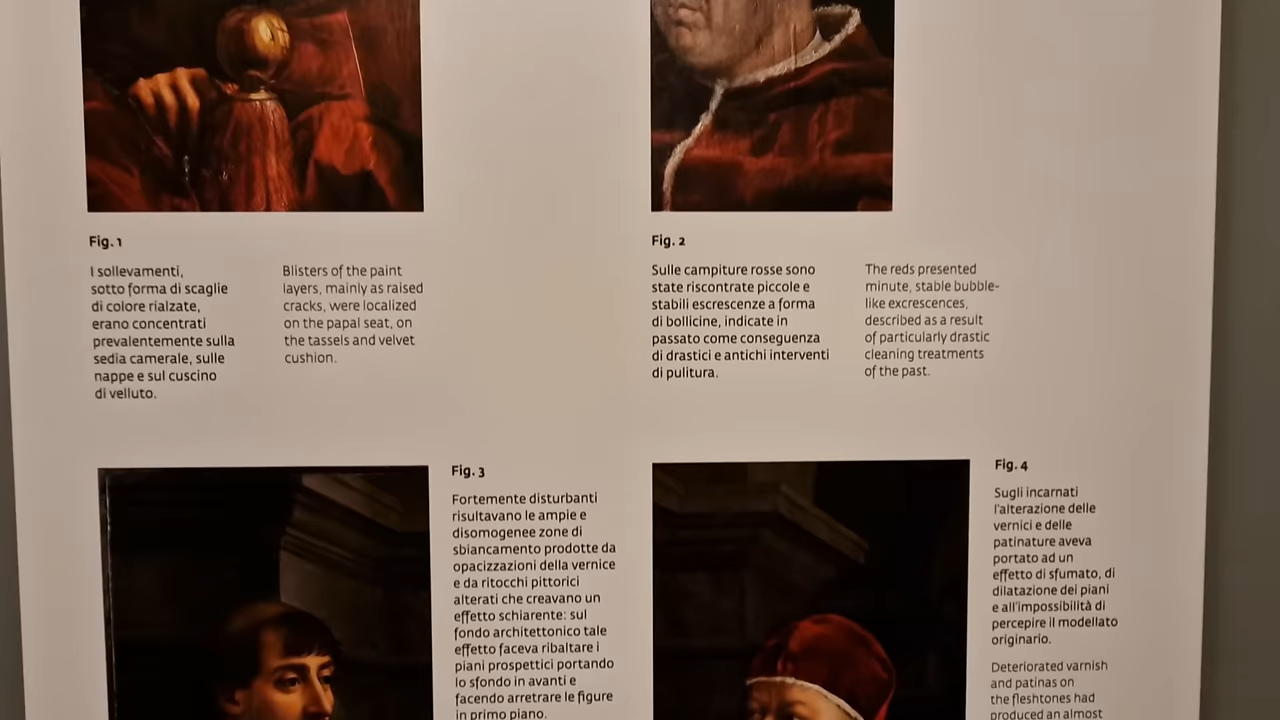 Fig. 1
I sollevamenti,
sotto forma di scaglie
di colore rialzate,
erano concentrati
prevalentemente sulla
sedia camerale, sulle
nappe e sul cuscino
di velluto.
Blisters of the paint
layers, mainly as raised
cracks, were localized
on the papal seat, on
the tassels and velvet
cushion.
Fig. 2
Sulle campiture rosse sono
state riscontrate piccole e
stabili escrescenze a forma
di bollicine, indicate in
passato come conseguenza
di drastici e antichi interventi
di pulitura.
The reds presented
minute, stable bubble-
like excrescences,
described as a result
of particularly drastic
cleaning treatments
of the past.
Fig. 3
Fortemente disturbanti
risultavano le ampie e
disomogenee zone di
sbiancamento prodotte da
opacizzazioni della vernice
e da ritocchi pittorici
alterati che creavano un
effetto schiarente: sul
fondo architettonico tale
effetto faceva ribaltare i
piani prospettici portando
lo sfondo in avanti e
facendo arretrare le figure
in primo piano.
Fig. 4
Sugli incarnati
l'alterazione delle
vernici e delle
patinature aveva
portato ad un
effetto di sfumato, di
dilatazione dei piani
e all'impossibilità di
percepire il modellato
originario.
Deteriorated varnish
and patinas on
the fleshtones had
produced an almost